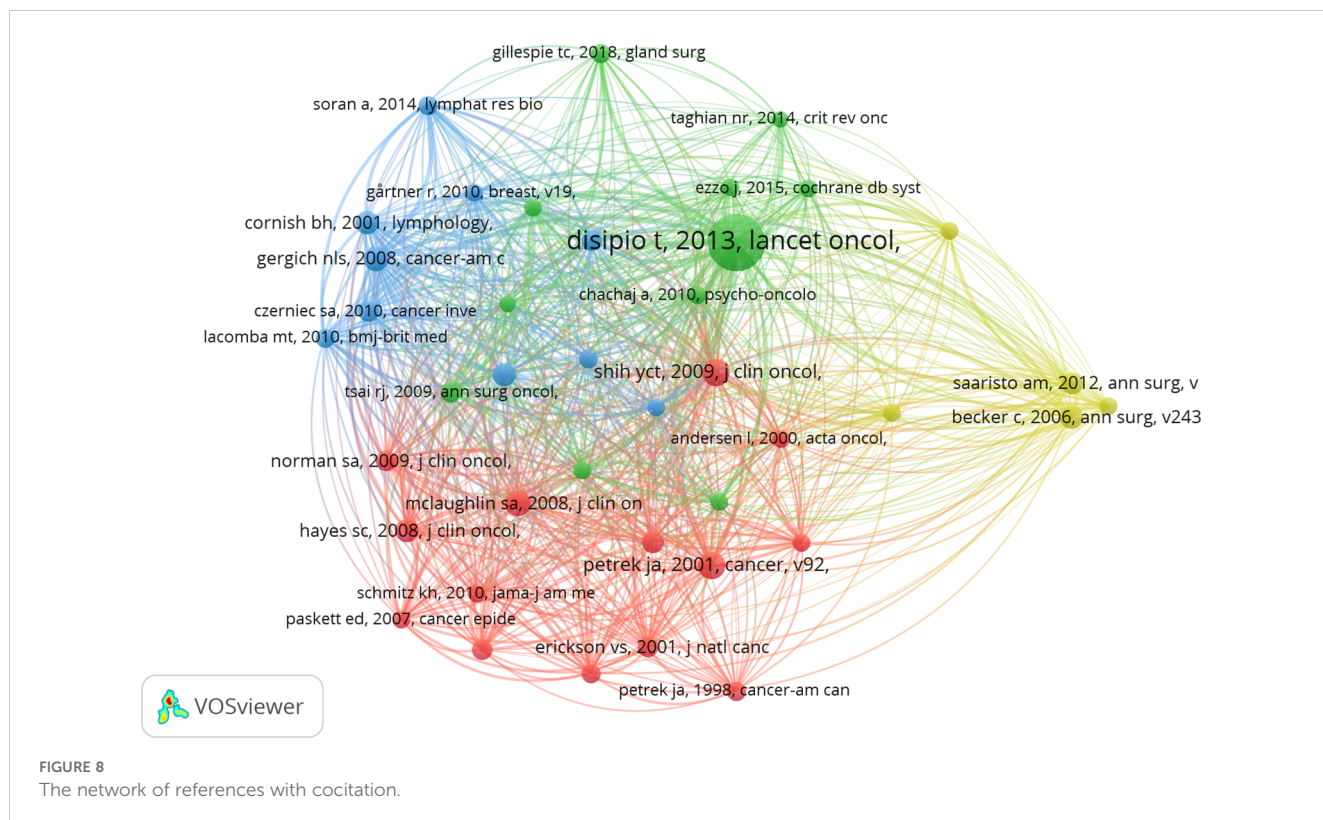 gillespie tc, 2018, gland surg
soran a, 2014, lymphat res bio
taghian nr, 2014, crit rev onc
gårtner r, 2010, breast, v19,
ezzo j, 2015, cochrane db syst
cornish bh, 2001, lymphology,
disipio t, 2013, lancet oncol,
gergich nls, 2008, cancer-am c
chachaj a, 2010, psycho-oncolo
czerniec sa, 2010, cancer inve
lacomba mt, 2010, bmj-brit med
shih yct, 2009, j clin oncol,
saaristo am, 2012, ann surg, v
tsai rj, 2009, ann surg oncol,
becker c, 2006, ann surg, v243
andersen l, 2000, acta oncol,
norman sa, 2009, j clin oncol,
mclaughlin sa, 2008, j clin on
hayes sc, 2008, j clin oncol,
petrek ja, 2001, cancer, v92,
schmitz kh, 2010, jama-j am me
paskett ed, 2007, cancer epide
erickson vs, 2001, j natl canc
petrek ja, 1998, cancer-am can
VOSviewer
FIGURE 8
The network of references with cocitation.